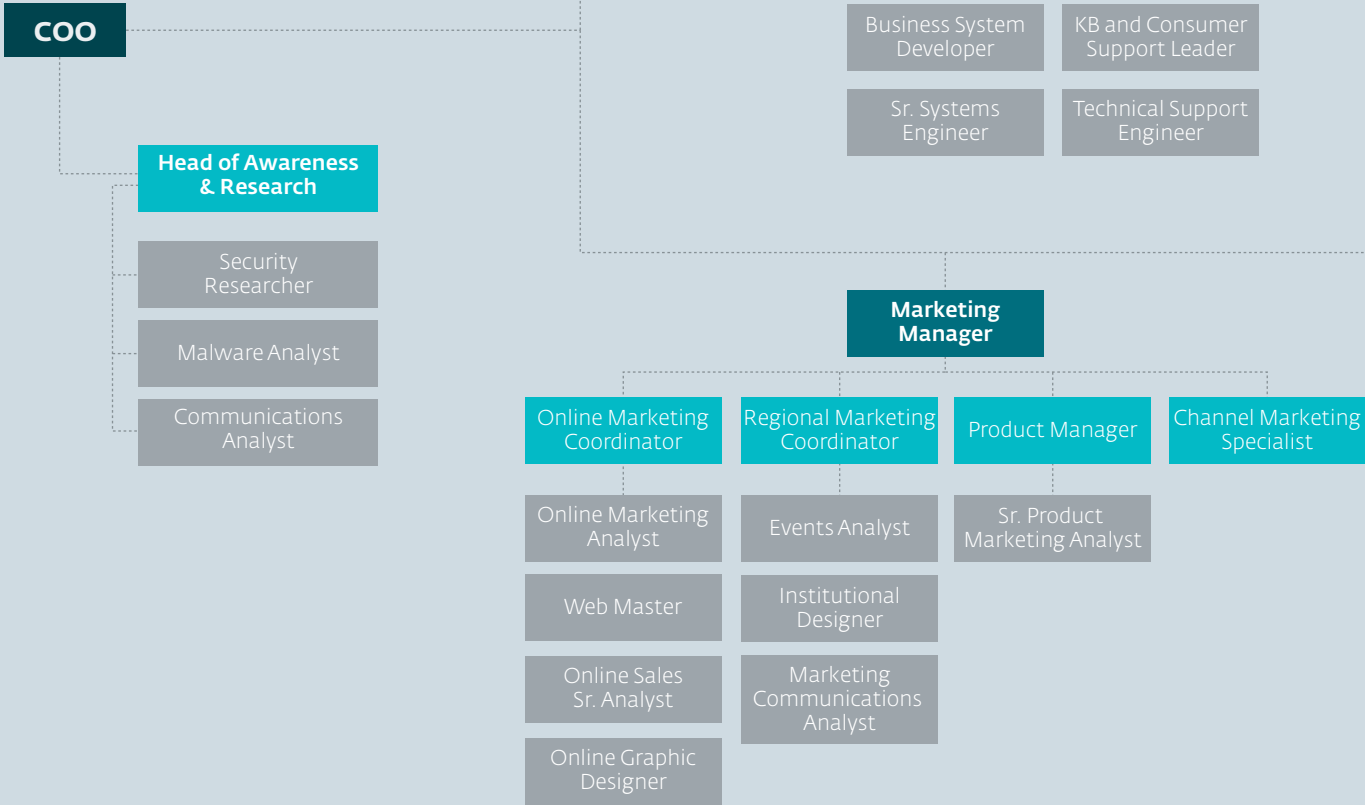 COO
Business System
Developer
KB and Consumer
Support Leader
Sr. Systems
Engineer
Technical Support
Engineer
Head of Awareness
& Research
Security
Researcher
Malware Analyst
Communications
Analyst
Marketing
Manager
Online Marketing
Coordinator
Regional Marketing
Coordinator
Product Manager
Channel Marketing
Specialist
Online Marketing
Analyst
Events Analyst
Sr. Product
Marketing Analyst
Web Master
Institutional
Designer
Online Sales
Sr. Analyst
Marketing
Communications
Analyst
Online Graphic
Designer